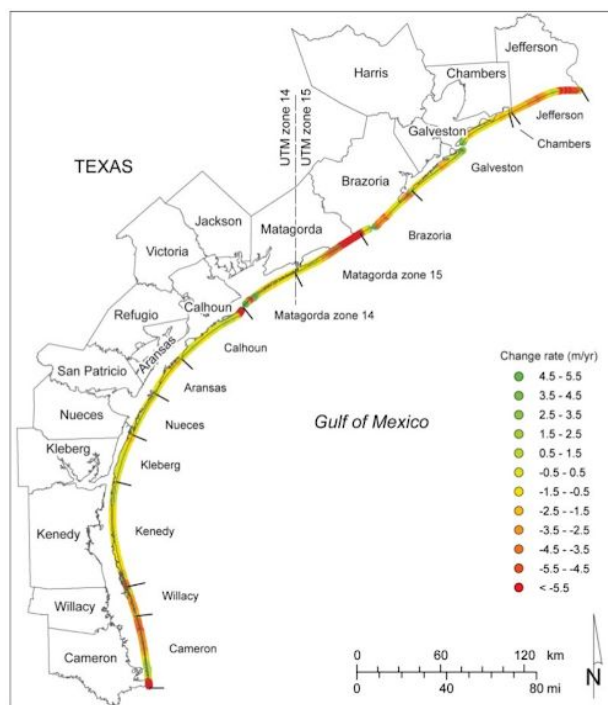 Jefferson
Chambers
Harris
Jefferson
Galveston
Chambers
UTM zone 14
UTM zone 15
TEXAS
Galveston
Brazoria
Jackson
Matagorda
Victoria
Brazoria
Matagorda zone 15
Calhoun
Refugio
Matagorda zone 14
Aransas
Calhoun
San Patricio
Change rate (m/yr)
Aransas
4.5 - 5.5
3.5 - 4.5
Nueces
2.5 - 3.5
Nueces
Gulf of Mexico
1.5 - 2.5
0.5 - 1.5
Kleberg
-0.5 - 0.5
Kleberg
-1.5 - -0.5
-2.5 - -1.5
-3.5 - -2.5
Kenedy
Kenedy
-4.5 - -3.5
-5.5 - -4.5
< -5.5
Willacy
Willacy
Cameron
Cameron
0 60 120 km
0 40 80 mi
N